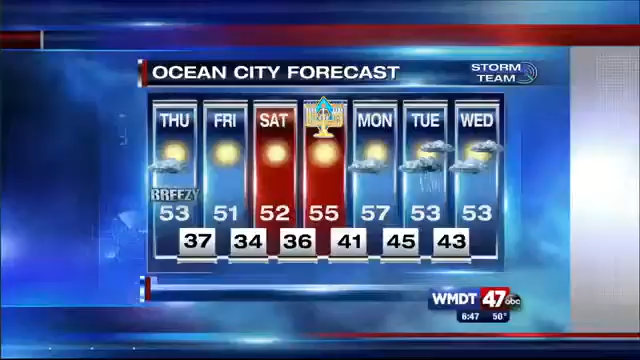 OCEAN CITY FORECAST
STORM
TEAM
THU FRI SAT MON TUE WED
BREEZY
53 51 52 55 57 53 53
37 34 36 41 45 43
WMDT 47 abc
6:47 50°